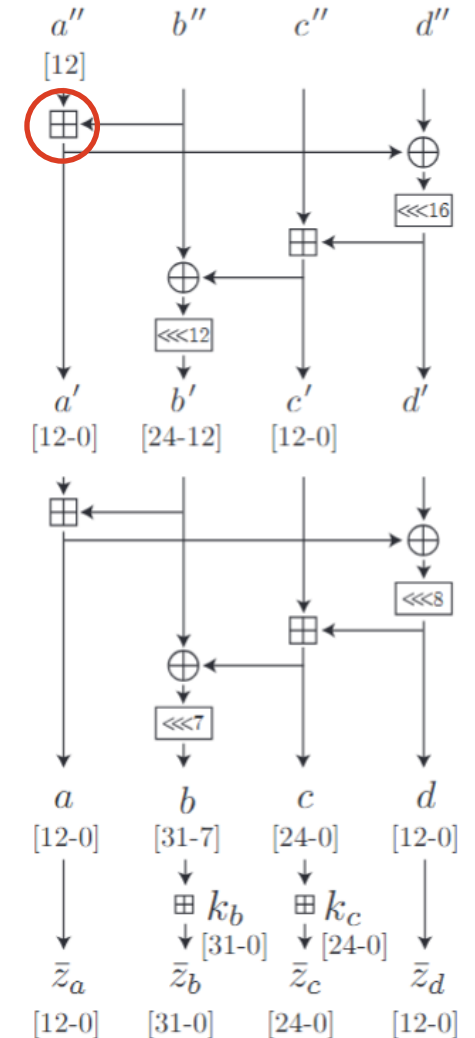 a'' b'' c'' d''
[12]
<<<16
<<<12
a' b' c' d'
[12-0] [24-12] [12-0]
<<<8
<<<7
a b c d
[12-0] [31-7] [24-0] [12-0]
k_b k_c
[31-0] [24-0]
z̄_a z̄_b z̄_c z̄_d
[12-0] [31-0] [24-0] [12-0]